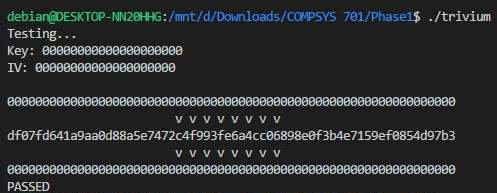 debian@DESKTOP-NN20HHG:/mnt/d/Downloads/COMPSYS 701/Phase1$ ./trivium
Testing...
Key: 00000000000000000000
IV: 00000000000000000000
0000000000000000000000000000000000000000000000000000000000000000
v v v v v v v v
df07fd641a9aa0d88a5e7472c4f993fe6a4cc06898e0f3b4e7159ef0854d97b3
v v v v v v v v
0000000000000000000000000000000000000000000000000000000000000000
PASSED